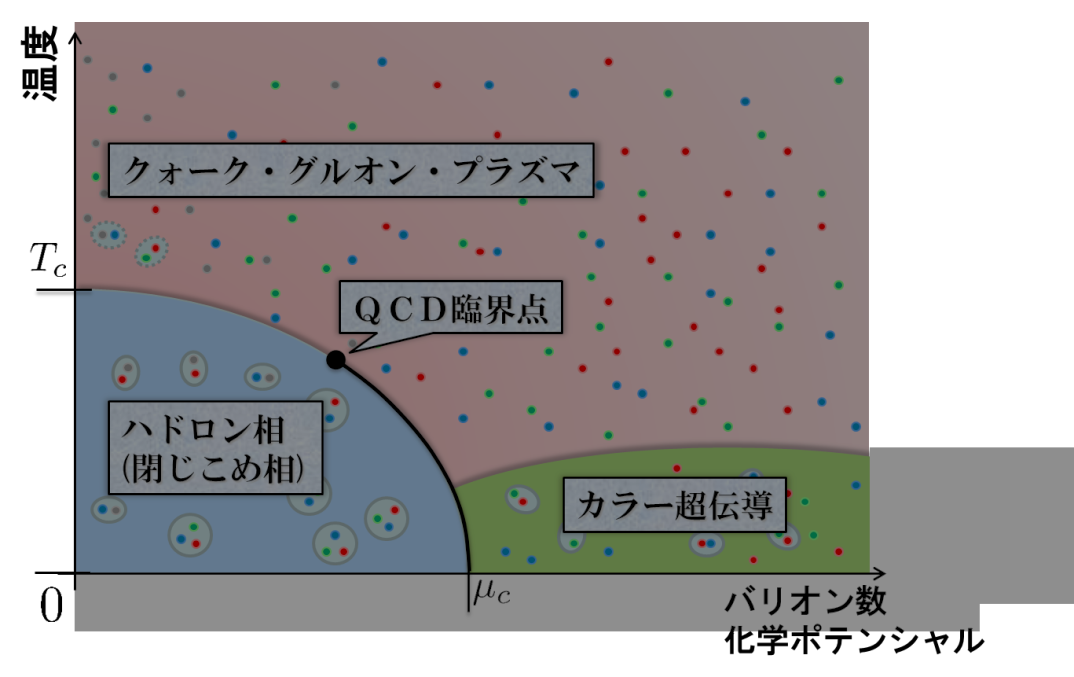 温度
クォーク・グルオン・プラズマ
T_c
ＱＣＤ臨界点
ハドロン相
(閉じこめ相)
カラー超伝導
0
μ_c
バリオン数
化学ポテンシャル